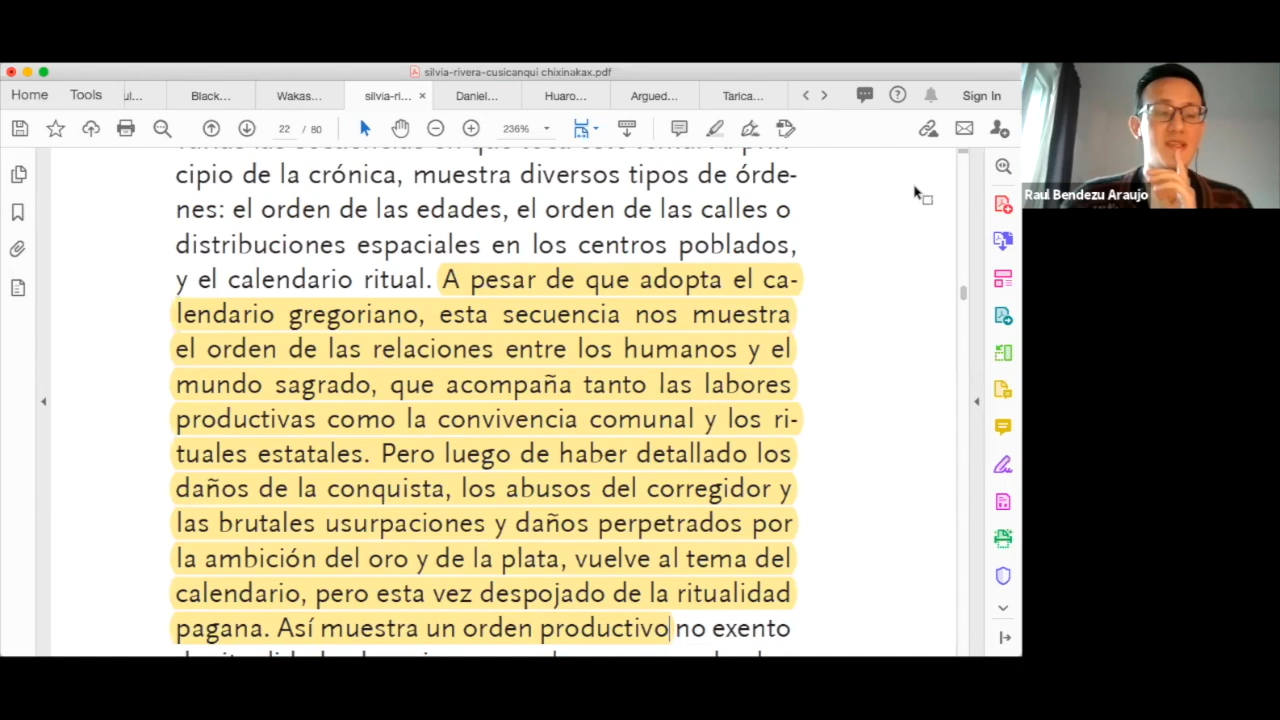 silvia-rivera-cusicanqui chixinakax.pdf
Home Tools ul... Black... Wakas... silvia-ri... × Daniel... Huaro... Argued... Tarica... Sign In
22 / 80 236%
cipio de la crónica, muestra diversos tipos de órde-
nes: el orden de las edades, el orden de las calles o
distribuciones espaciales en los centros poblados,
y el calendario ritual. A pesar de que adopta el ca-
lendario gregoriano, esta secuencia nos muestra
el orden de las relaciones entre los humanos y el
mundo sagrado, que acompaña tanto las labores
productivas como la convivencia comunal y los ri-
tuales estatales. Pero luego de haber detallado los
daños de la conquista, los abusos del corregidor y
las brutales usurpaciones y daños perpetrados por
la ambición del oro y de la plata, vuelve al tema del
calendario, pero esta vez despojado de la ritualidad
pagana. Así muestra un orden productivo no exento
Raul Bendezu Araujo